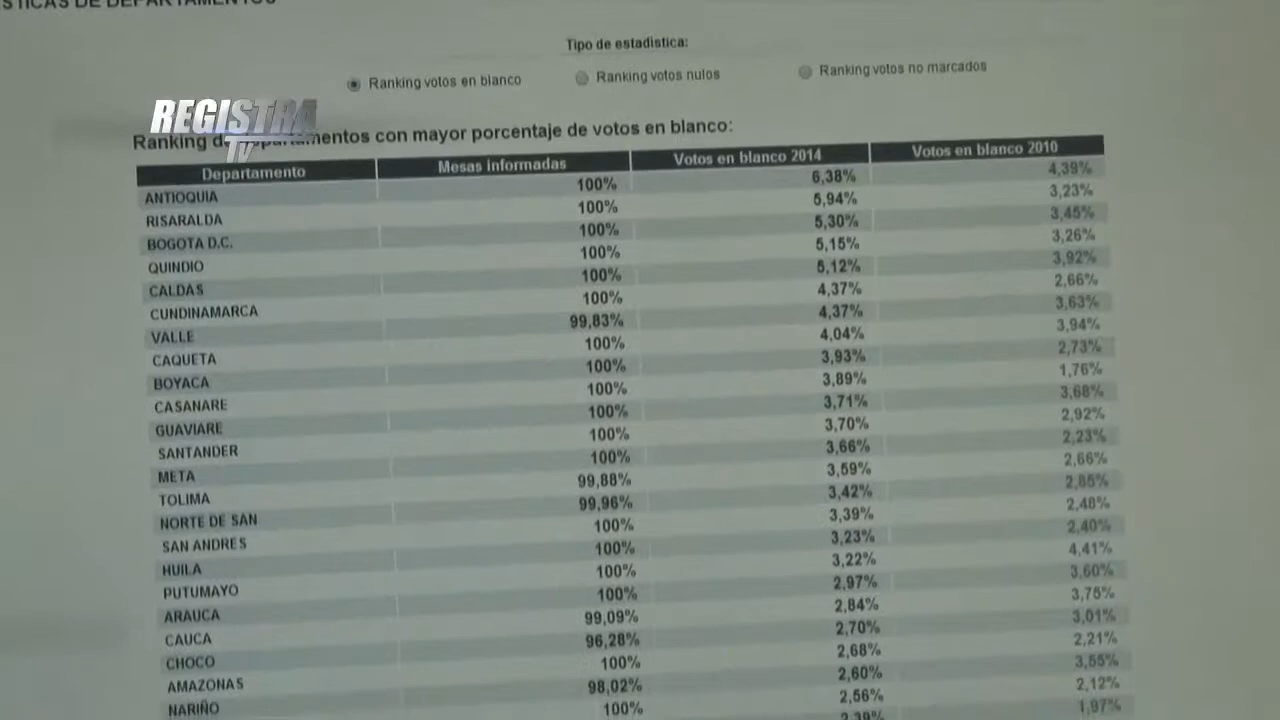 STICAS DE DEPARTAMENTOS
Tipo de estadistica:
Ranking votos en blanco Ranking votos nulos Ranking votos no marcados
REGISTRA
TV
Ranking de departamentos con mayor porcentaje de votos en blanco:
Departamento Mesas informadas Votos en blanco 2014 Votos en blanco 2010
ANTIOQUIA 100% 6,38% 4,39%
RISARALDA 100% 5,94% 3,23%
BOGOTA D.C. 100% 5,30% 3,45%
QUINDIO 100% 5,15% 3,26%
CALDAS 100% 5,12% 3,92%
CUNDINAMARCA 100% 4,37% 2,66%
VALLE 99,83% 4,37% 3,63%
CAQUETA 100% 4,04% 3,94%
BOYACA 100% 3,93% 2,73%
CASANARE 100% 3,89% 1,76%
GUAVIARE 100% 3,71% 3,68%
SANTANDER 100% 3,70% 2,92%
META 100% 3,66% 2,23%
TOLIMA 99,88% 3,59% 2,66%
NORTE DE SAN 99,96% 3,42% 2,85%
SAN ANDRES 100% 3,39% 2,48%
HUILA 100% 3,23% 2,40%
PUTUMAYO 100% 3,22% 4,41%
ARAUCA 100% 2,97% 3,60%
CAUCA 99,09% 2,84% 3,75%
CHOCO 96,28% 2,70% 3,01%
AMAZONAS 100% 2,68% 2,21%
NARIÑO 98,02% 2,60% 3,55%
100% 2,56% 2,12%
2,39% 1,97%